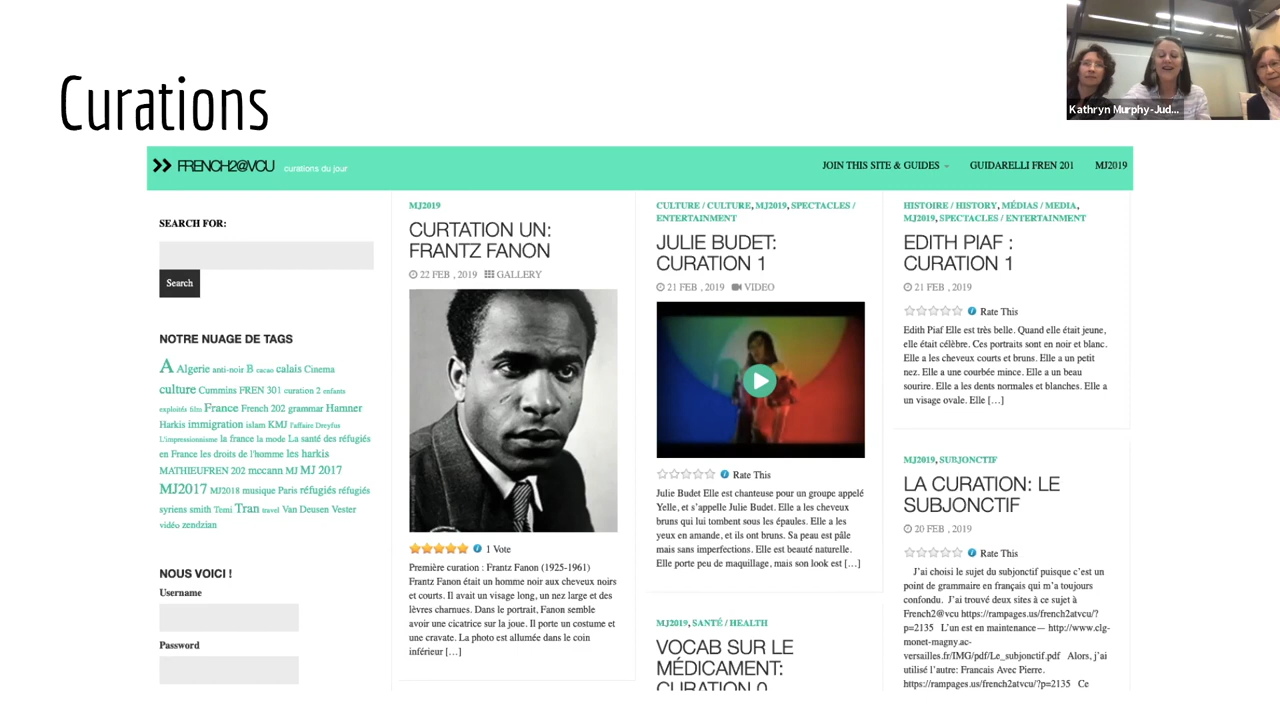 Curations
Kathryn Murphy-Jud...
FRENCH2@VCU curations du jour
JOIN THIS SITE & GUIDES GUIDARELLI FREN 201 MJ2019
SEARCH FOR:
Search
NOTRE NUAGE DE TAGS
A Algerie anti-noir B cacao calais Cinema
culture Cummins FREN 301 curation 2 enfants
exploités film France French 202 grammar Hamner
Harkis immigration islam KMJ l'affaire Dreyfus
L'impressionnisme la france la mode La santé des réfugiés
en France les droits de l'homme les harkis
MATHIEUFREN 202 mccann MJ MJ 2017
MJ2017 MJ2018 musique Paris réfugiés réfugiés
syriens smith Temi Tran travel Van Deusen Vester
vidéo zendzian
NOUS VOICI !
Username
Password
MJ2019
CURTATION UN:
FRANTZ FANON
22 FEB , 2019 GALLERY
1 Vote
Première curation : Frantz Fanon (1925-1961)
Frantz Fanon était un homme noir aux cheveux noirs
et courts. Il avait un visage long, un nez large et des
lèvres charnues. Dans le portrait, Fanon semble
avoir une cicatrice sur la joue. Il porte un costume et
une cravate. La photo est allumée dans le coin
inférieur […]
CULTURE / CULTURE, MJ2019, SPECTACLES /
ENTERTAINMENT
JULIE BUDET:
CURATION 1
21 FEB , 2019 VIDEO
Rate This
Julie Budet Elle est chanteuse pour un groupe appelé
Yelle, et s'appelle Julie Budet. Elle a les cheveux
bruns qui lui tombent sous les épaules. Elle a les
yeux en amande, et ils ont bruns. Sa peau est pâle
mais sans imperfections. Elle est beauté naturelle.
Elle porte peu de maquillage, mais son look est […]
MJ2019, SANTÉ / HEALTH
VOCAB SUR LE
MÉDICAMENT:
CURATION 0
HISTOIRE / HISTORY, MÉDIAS / MEDIA,
MJ2019, SPECTACLES / ENTERTAINMENT
EDITH PIAF :
CURATION 1
21 FEB , 2019
Rate This
Edith Piaf Elle est très belle. Quand elle était jeune,
elle était célèbre. Ces portraits sont en noir et blanc.
Elle a les cheveux courts et bruns. Elle a un petit
nez. Elle a une courbée mince. Elle a un beau
sourire. Elle a les dents normales et blanches. Elle a
un visage ovale. Elle […]
MJ2019, SUBJONCTIF
LA CURATION: LE
SUBJONCTIF
20 FEB , 2019
Rate This
J'ai choisi le sujet du subjonctif puisque c'est un
point de grammaire en français qui m'a toujours
confondu. J'ai trouvé deux sites à ce sujet à
French2@vcu https://rampages.us/french2atvcu/?
p=2135 L'un est en maintenance— http://www.clg-
monet-magny.ac-
versailles.fr/IMG/pdf/Le_subjonctif.pdf Alors, j'ai
utilisé l'autre: Francais Avec Pierre.
https://rampages.us/french2atvcu/?p=2135 Ce